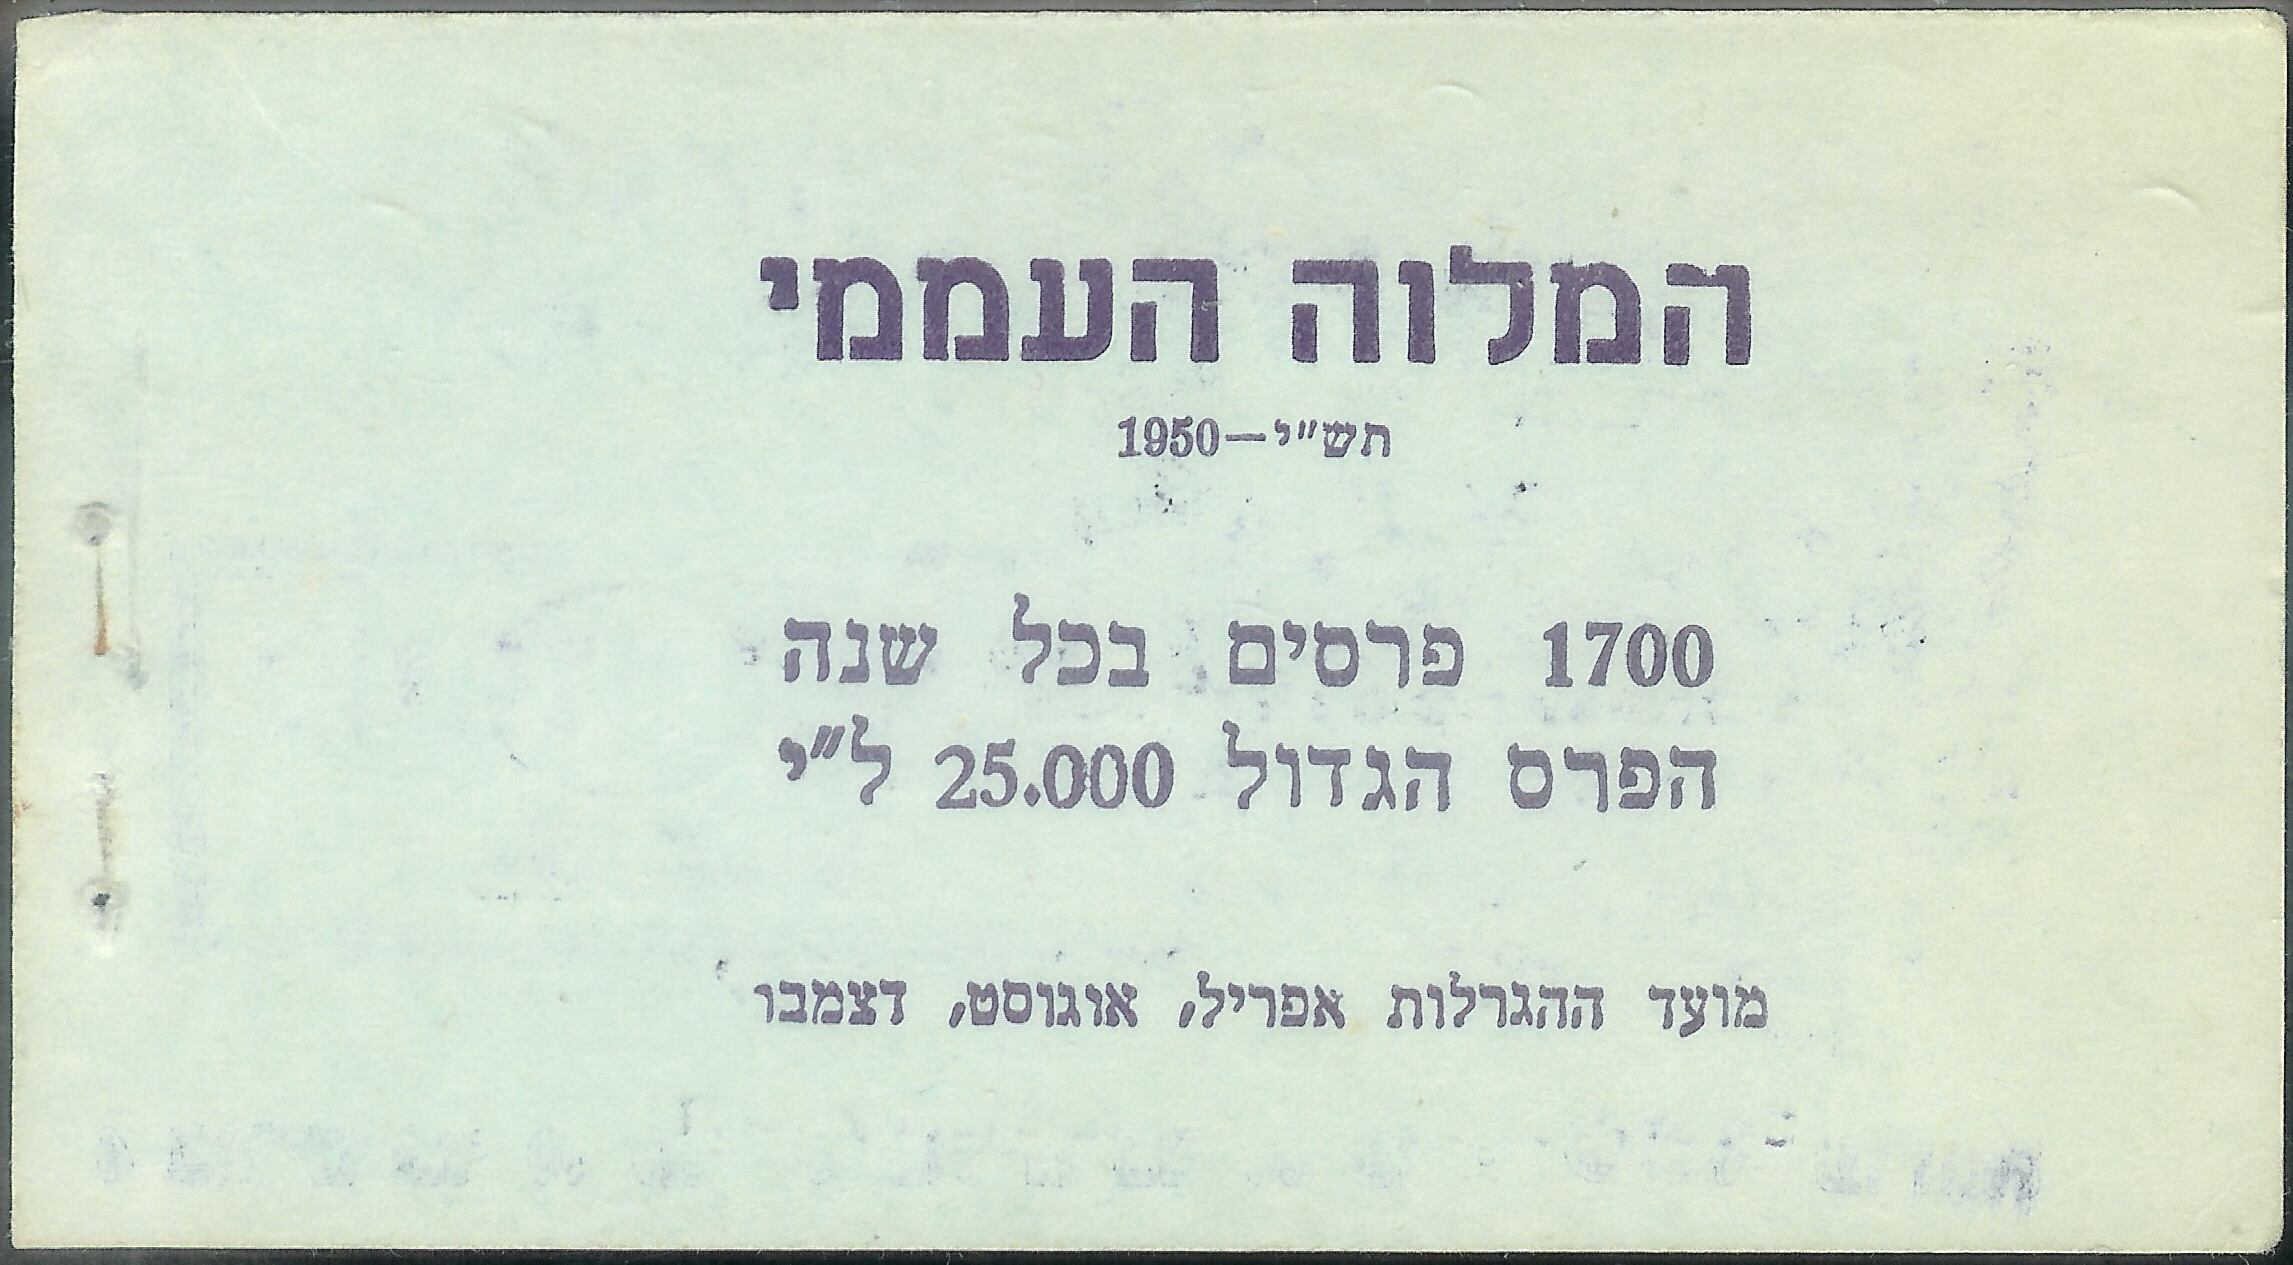 המלוה העממי
תש״י—1950
1700 פרסים בכל שנה
הפרס הגדול 25.000 ל״י
מועד ההגרלות אפריל, אוגוסט, דצמבר